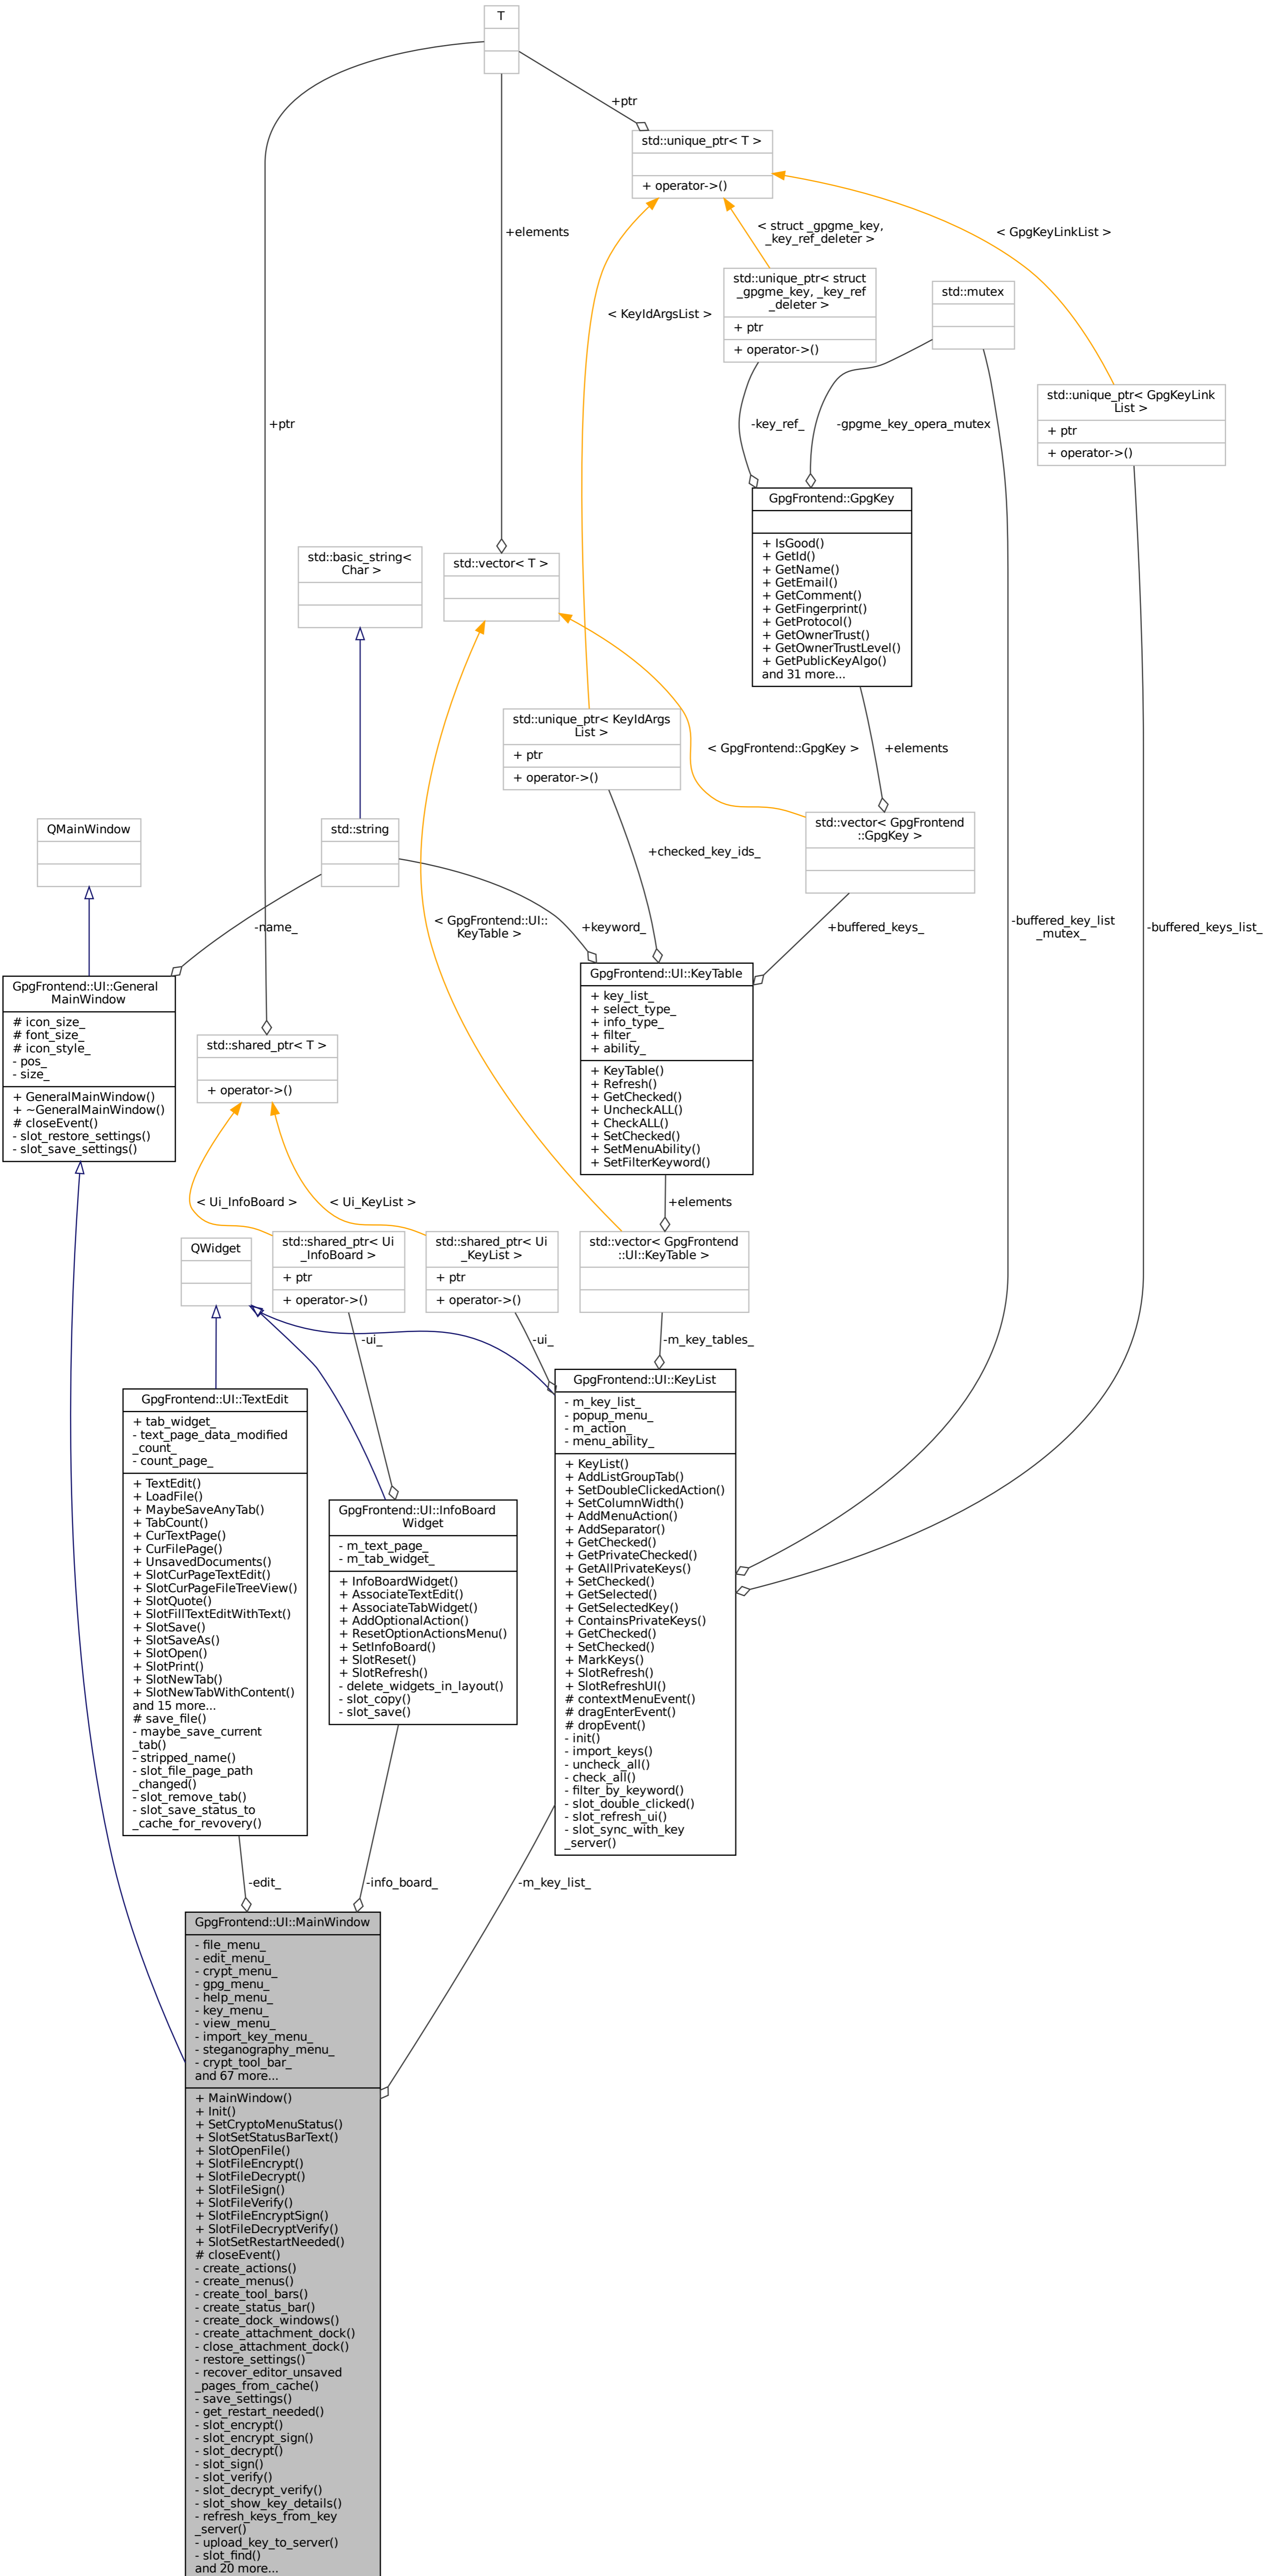 T
+ptr
std::unique_ptr< T >
+ operator->()
+elements
< struct _gpgme_key,
_key_ref_deleter >
< GpgKeyLinkList >
std::unique_ptr< struct
_gpgme_key, _key_ref
_deleter >
+ ptr
+ operator->()
std::mutex
< KeyIdArgsList >
std::unique_ptr< GpgKeyLink
List >
+ ptr
+ operator->()
+ptr
-key_ref_
-gpgme_key_opera_mutex
GpgFrontend::GpgKey
+ IsGood()
+ GetId()
+ GetName()
+ GetEmail()
+ GetComment()
+ GetFingerprint()
+ GetProtocol()
+ GetOwnerTrust()
+ GetOwnerTrustLevel()
+ GetPublicKeyAlgo()
and 31 more...
std::basic_string<
Char >
std::vector< T >
std::unique_ptr< KeyIdArgs
List >
+ ptr
+ operator->()
< GpgFrontend::GpgKey >
+elements
QMainWindow
std::string
std::vector< GpgFrontend
::GpgKey >
+checked_key_ids_
-name_
< GpgFrontend::UI::
KeyTable >
+keyword_
+buffered_keys_
-buffered_key_list
_mutex_
-buffered_keys_list_
GpgFrontend::UI::General
MainWindow
# icon_size_
# font_size_
# icon_style_
- pos_
- size_
+ GeneralMainWindow()
+ ~GeneralMainWindow()
# closeEvent()
- slot_restore_settings()
- slot_save_settings()
std::shared_ptr< T >
+ operator->()
GpgFrontend::UI::KeyTable
+ key_list_
+ select_type_
+ info_type_
+ filter_
+ ability_
+ KeyTable()
+ Refresh()
+ GetChecked()
+ UncheckALL()
+ CheckALL()
+ SetChecked()
+ SetMenuAbility()
+ SetFilterKeyword()
< Ui_InfoBoard >
< Ui_KeyList >
+elements
QWidget
std::shared_ptr< Ui
_InfoBoard >
+ ptr
+ operator->()
std::shared_ptr< Ui
_KeyList >
+ ptr
+ operator->()
std::vector< GpgFrontend
::UI::KeyTable >
-ui_
-ui_
-m_key_tables_
GpgFrontend::UI::TextEdit
+ tab_widget_
- text_page_data_modified
_count_
- count_page_
+ TextEdit()
+ LoadFile()
+ MaybeSaveAnyTab()
+ TabCount()
+ CurTextPage()
+ CurFilePage()
+ UnsavedDocuments()
+ SlotCurPageTextEdit()
+ SlotCurPageFileTreeView()
+ SlotQuote()
+ SlotFillTextEditWithText()
+ SlotSave()
+ SlotSaveAs()
+ SlotOpen()
+ SlotPrint()
+ SlotNewTab()
+ SlotNewTabWithContent()
and 15 more...
# save_file()
- maybe_save_current
_tab()
- stripped_name()
- slot_file_page_path
_changed()
- slot_remove_tab()
- slot_save_status_to
_cache_for_revovery()
GpgFrontend::UI::InfoBoard
Widget
- m_text_page_
- m_tab_widget_
+ InfoBoardWidget()
+ AssociateTextEdit()
+ AssociateTabWidget()
+ AddOptionalAction()
+ ResetOptionActionsMenu()
+ SetInfoBoard()
+ SlotReset()
+ SlotRefresh()
- delete_widgets_in_layout()
- slot_copy()
- slot_save()
GpgFrontend::UI::KeyList
- m_key_list_
- popup_menu_
- m_action_
- menu_ability_
+ KeyList()
+ AddListGroupTab()
+ SetDoubleClickedAction()
+ SetColumnWidth()
+ AddMenuAction()
+ AddSeparator()
+ GetChecked()
+ GetPrivateChecked()
+ GetAllPrivateKeys()
+ SetChecked()
+ GetSelected()
+ GetSelectedKey()
+ ContainsPrivateKeys()
+ GetChecked()
+ SetChecked()
+ MarkKeys()
+ SlotRefresh()
+ SlotRefreshUI()
# contextMenuEvent()
# dragEnterEvent()
# dropEvent()
- init()
- import_keys()
- uncheck_all()
- check_all()
- filter_by_keyword()
- slot_double_clicked()
- slot_refresh_ui()
- slot_sync_with_key
_server()
-edit_
-info_board_
-m_key_list_
GpgFrontend::UI::MainWindow
- file_menu_
- edit_menu_
- crypt_menu_
- gpg_menu_
- help_menu_
- key_menu_
- view_menu_
- import_key_menu_
- steganography_menu_
- crypt_tool_bar_
and 67 more...
+ MainWindow()
+ Init()
+ SetCryptoMenuStatus()
+ SlotSetStatusBarText()
+ SlotOpenFile()
+ SlotFileEncrypt()
+ SlotFileDecrypt()
+ SlotFileSign()
+ SlotFileVerify()
+ SlotFileEncryptSign()
+ SlotFileDecryptVerify()
+ SlotSetRestartNeeded()
# closeEvent()
- create_actions()
- create_menus()
- create_tool_bars()
- create_status_bar()
- create_dock_windows()
- create_attachment_dock()
- close_attachment_dock()
- restore_settings()
- recover_editor_unsaved
_pages_from_cache()
- save_settings()
- get_restart_needed()
- slot_encrypt()
- slot_encrypt_sign()
- slot_decrypt()
- slot_sign()
- slot_verify()
- slot_decrypt_verify()
- slot_show_key_details()
- refresh_keys_from_key
_server()
- upload_key_to_server()
- slot_find()
and 20 more...